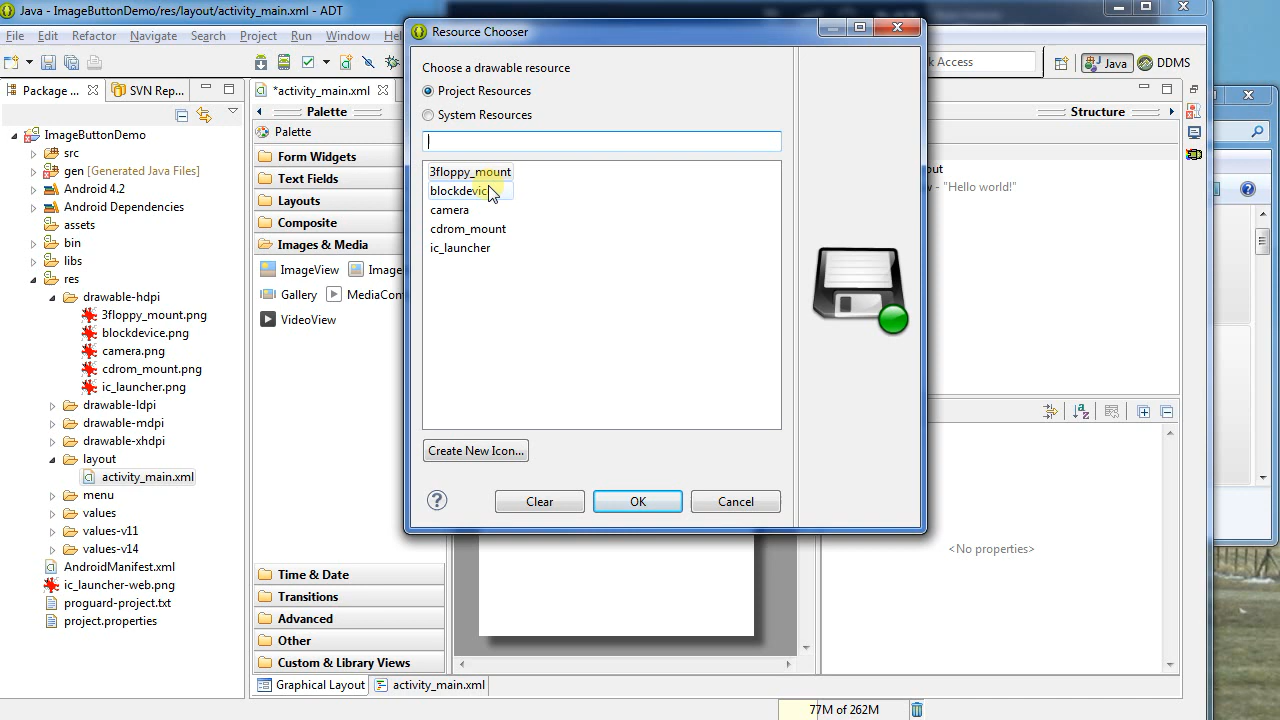 Java - ImageButtonDemo/res/layout/activity_main.xml - ADT
File Edit Refactor Search Project Run Window
Access
Java
DDMS
Package ...
SVN Rep...
ImageButtonDemo
src
gen [Generated Java Files]
Android 4.2
Android Dependencies
assets
bin
libs
res
drawable-hdpi
3floppy_mount.png
blockdevice.png
camera.png
cdrom_mount.png
ic_launcher.png
drawable-ldpi
drawable-mdpi
drawable-xhdpi
layout
activity_main.xml
menu
values
values-v11
values-v14
AndroidManifest.xml
ic_launcher-web.png
proguard-project.txt
project.properties
*activity_main.xml
Palette
Palette
Form Widgets
Text Fields
Layouts
Composite
Images & Media
ImageView
Gallery
VideoView
Time & Date
Transitions
Advanced
Other
Custom & Library Views
Graphical Layout
activity_main.xml
Resource Chooser
Choose a drawable resource
Project Resources
System Resources
3floppy_mount
camera
cdrom_mount
ic_launcher
Create New Icon...
Clear
OK
Cancel
Structure
- "Hello world!"
<No properties>
77M of 262M